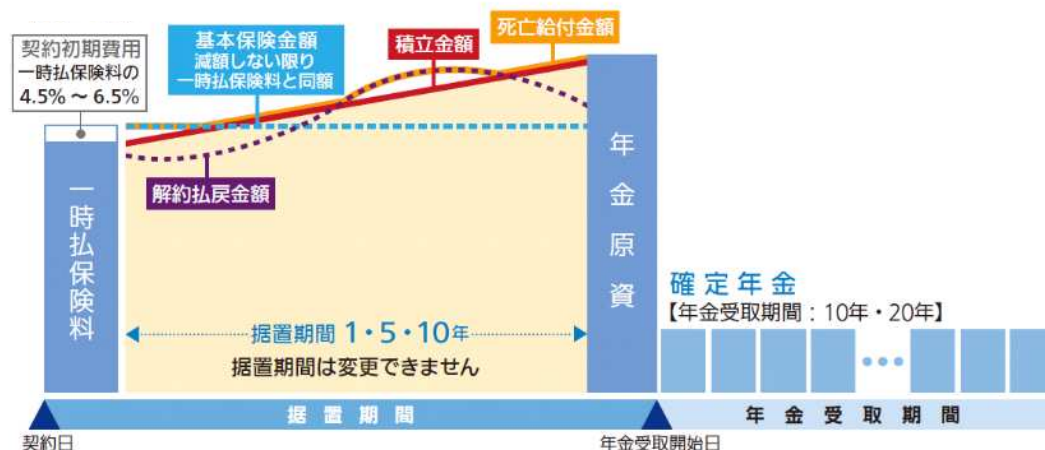 契約初期費用
一時払保険料の
4.5%～6.5%
基本保険金額
減額しない限り
一時払保険料と同額
積立金額
死亡給付金額
解約払戻金額
一時払保険料
年金原資
据置期間 1・5・10年
据置期間は変更できません
確定年金
【年金受取期間：10年・20年】
据置期間
年金受取期間
契約日
年金受取開始日